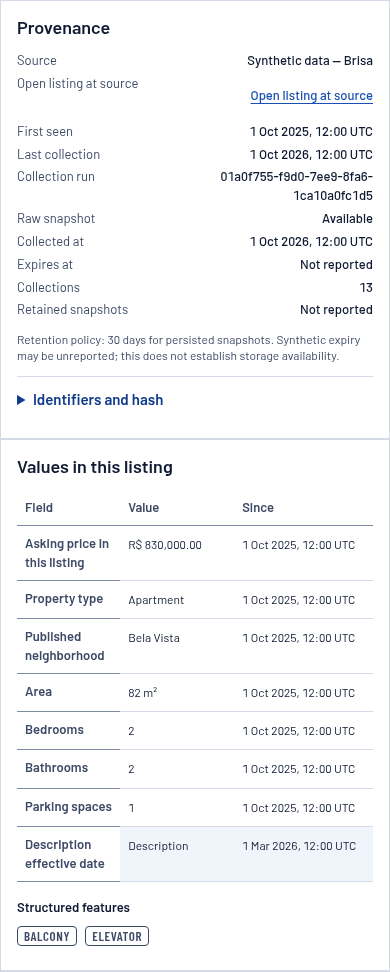 Provenance
Source Synthetic data — Brisa
Open listing at source
Open listing at source
First seen 1 Oct 2025, 12:00 UTC
Last collection 1 Oct 2026, 12:00 UTC
Collection run 01a0f755-f9d0-7ee9-8fa6-
1ca10a0fc1d5
Raw snapshot Available
Collected at 1 Oct 2026, 12:00 UTC
Expires at Not reported
Collections 13
Retained snapshots Not reported
Retention policy: 30 days for persisted snapshots. Synthetic expiry
may be unreported; this does not establish storage availability.
Identifiers and hash
Values in this listing
Field Value Since
Asking price in
this listing R$ 830,000.00 1 Oct 2025, 12:00 UTC
Property type Apartment 1 Oct 2025, 12:00 UTC
Published
neighborhood Bela Vista 1 Oct 2025, 12:00 UTC
Area 82 m² 1 Oct 2025, 12:00 UTC
Bedrooms 2 1 Oct 2025, 12:00 UTC
Bathrooms 2 1 Oct 2025, 12:00 UTC
Parking spaces 1 1 Oct 2025, 12:00 UTC
Description
effective date Description 1 Mar 2026, 12:00 UTC
Structured features
BALCONY ELEVATOR